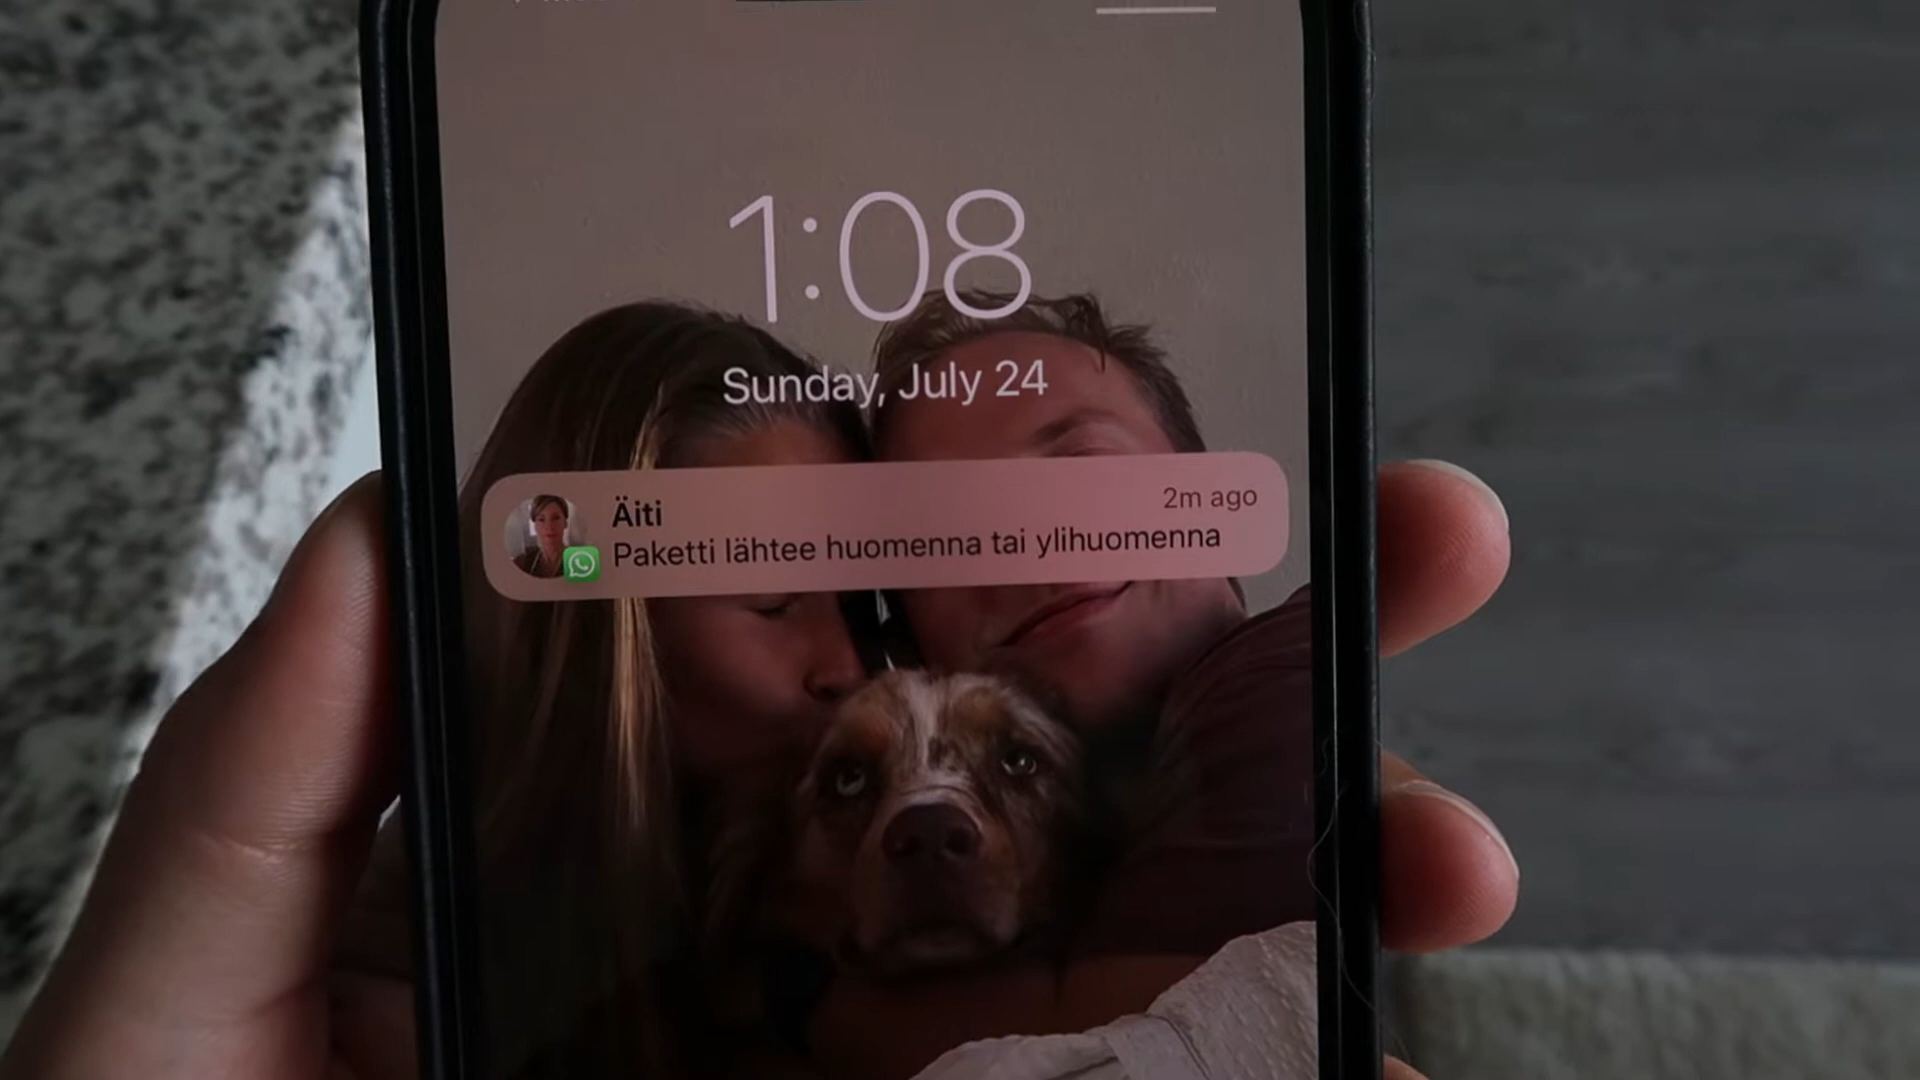 1:08
Sunday, July 24
Äiti
2m ago
Paketti lähtee huomenna tai ylihuomenna